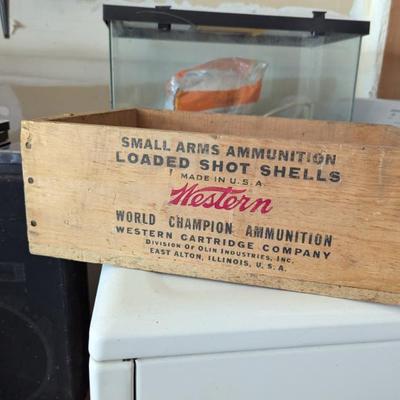 SMALL ARMS AMMUNITION
LOADED SHOT SHELLS
MADE IN U.S.A.
Western
WORLD CHAMPION AMMUNITION
WESTERN CARTRIDGE COMPANY
DIVISION OF OLIN INDUSTRIES, INC.
EAST ALTON, ILLINOIS, U.S.A.